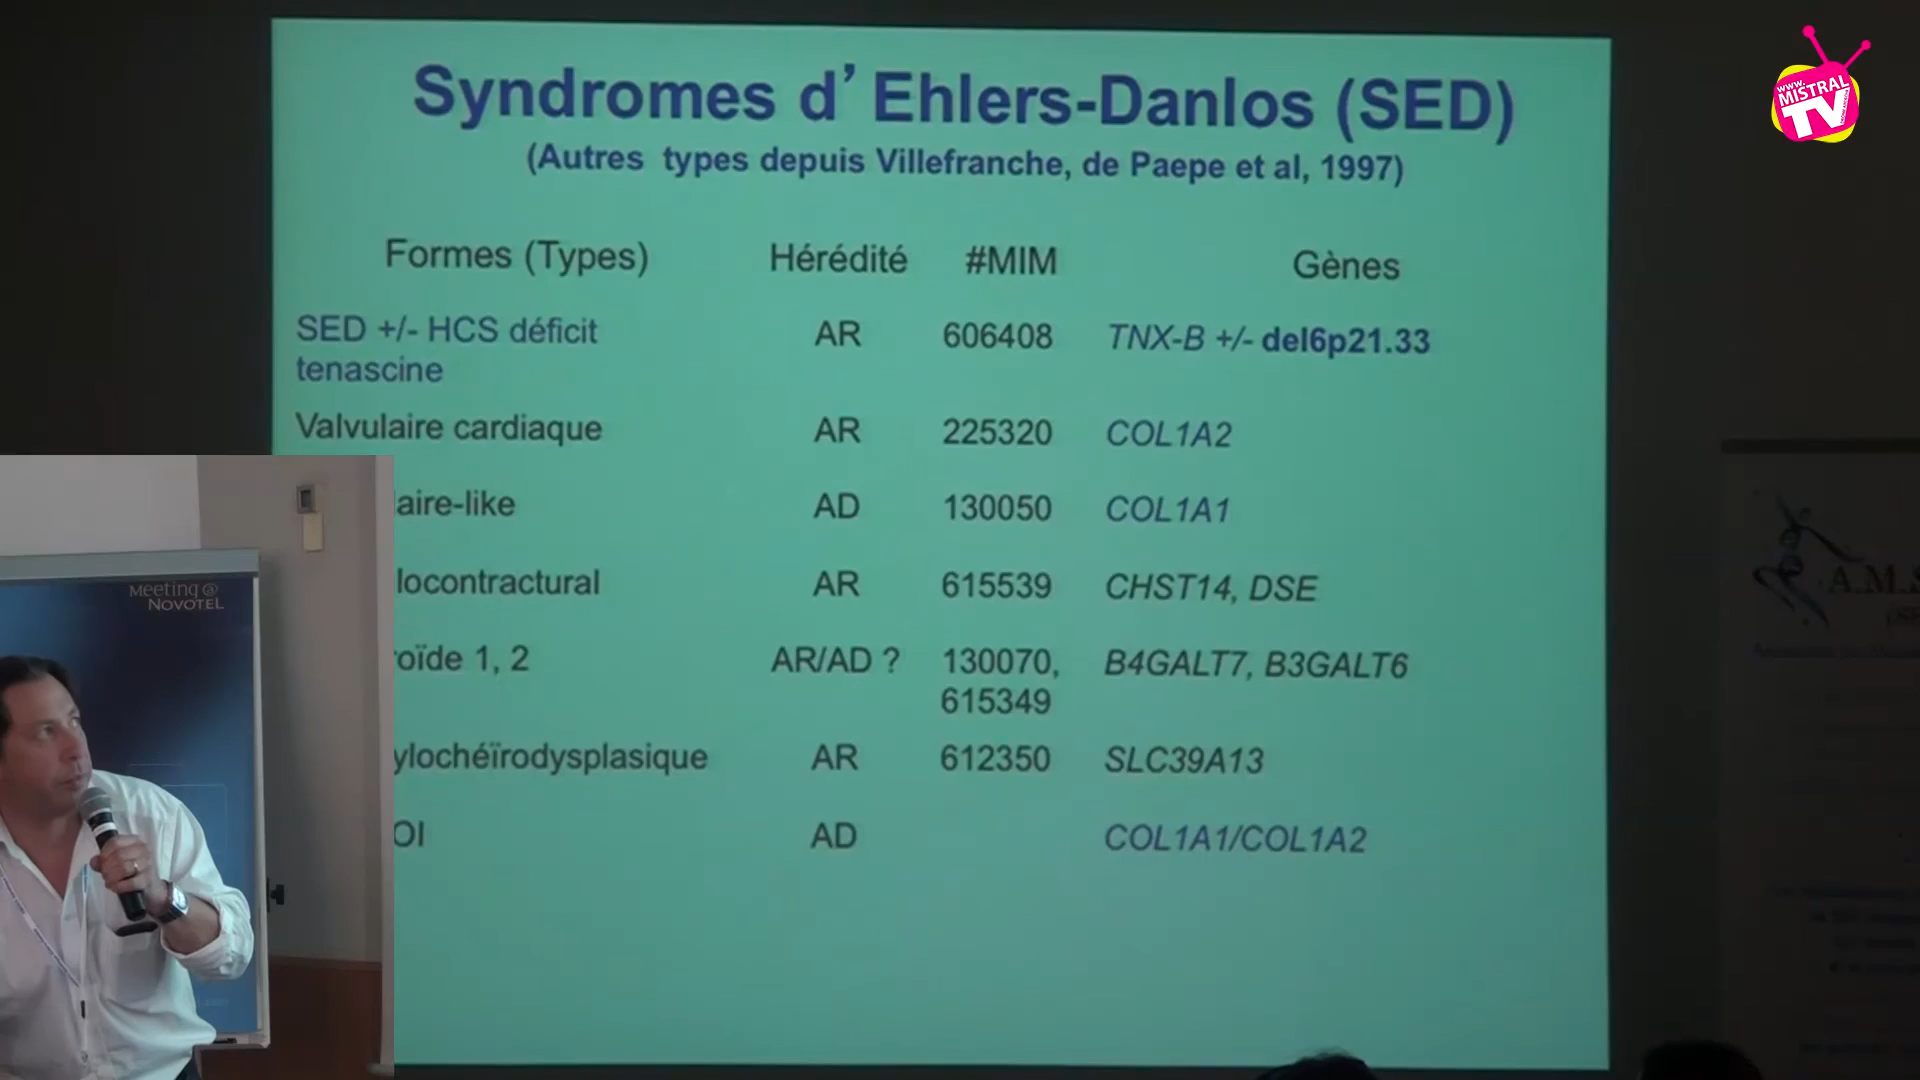 Syndromes d’ Ehlers-Danlos (SED)
(Autres types depuis Villefranche, de Paepe et al, 1997)
Formes (Types) Hérédité #MIM Gènes
SED +/- HCS déficit tenascine AR 606408 TNX-B +/- del6p21.33
Valvulaire cardiaque AR 225320 COL1A2
aire-like AD 130050 COL1A1
locontractural AR 615539 CHST14, DSE
oïde 1, 2 AR/AD ? 130070, 615349 B4GALT7, B3GALT6
ylochéïrodysplasique AR 612350 SLC39A13
OI AD COL1A1/COL1A2
www.
MISTRAL
TV
Meeting @
NOVOTEL
A.M.S